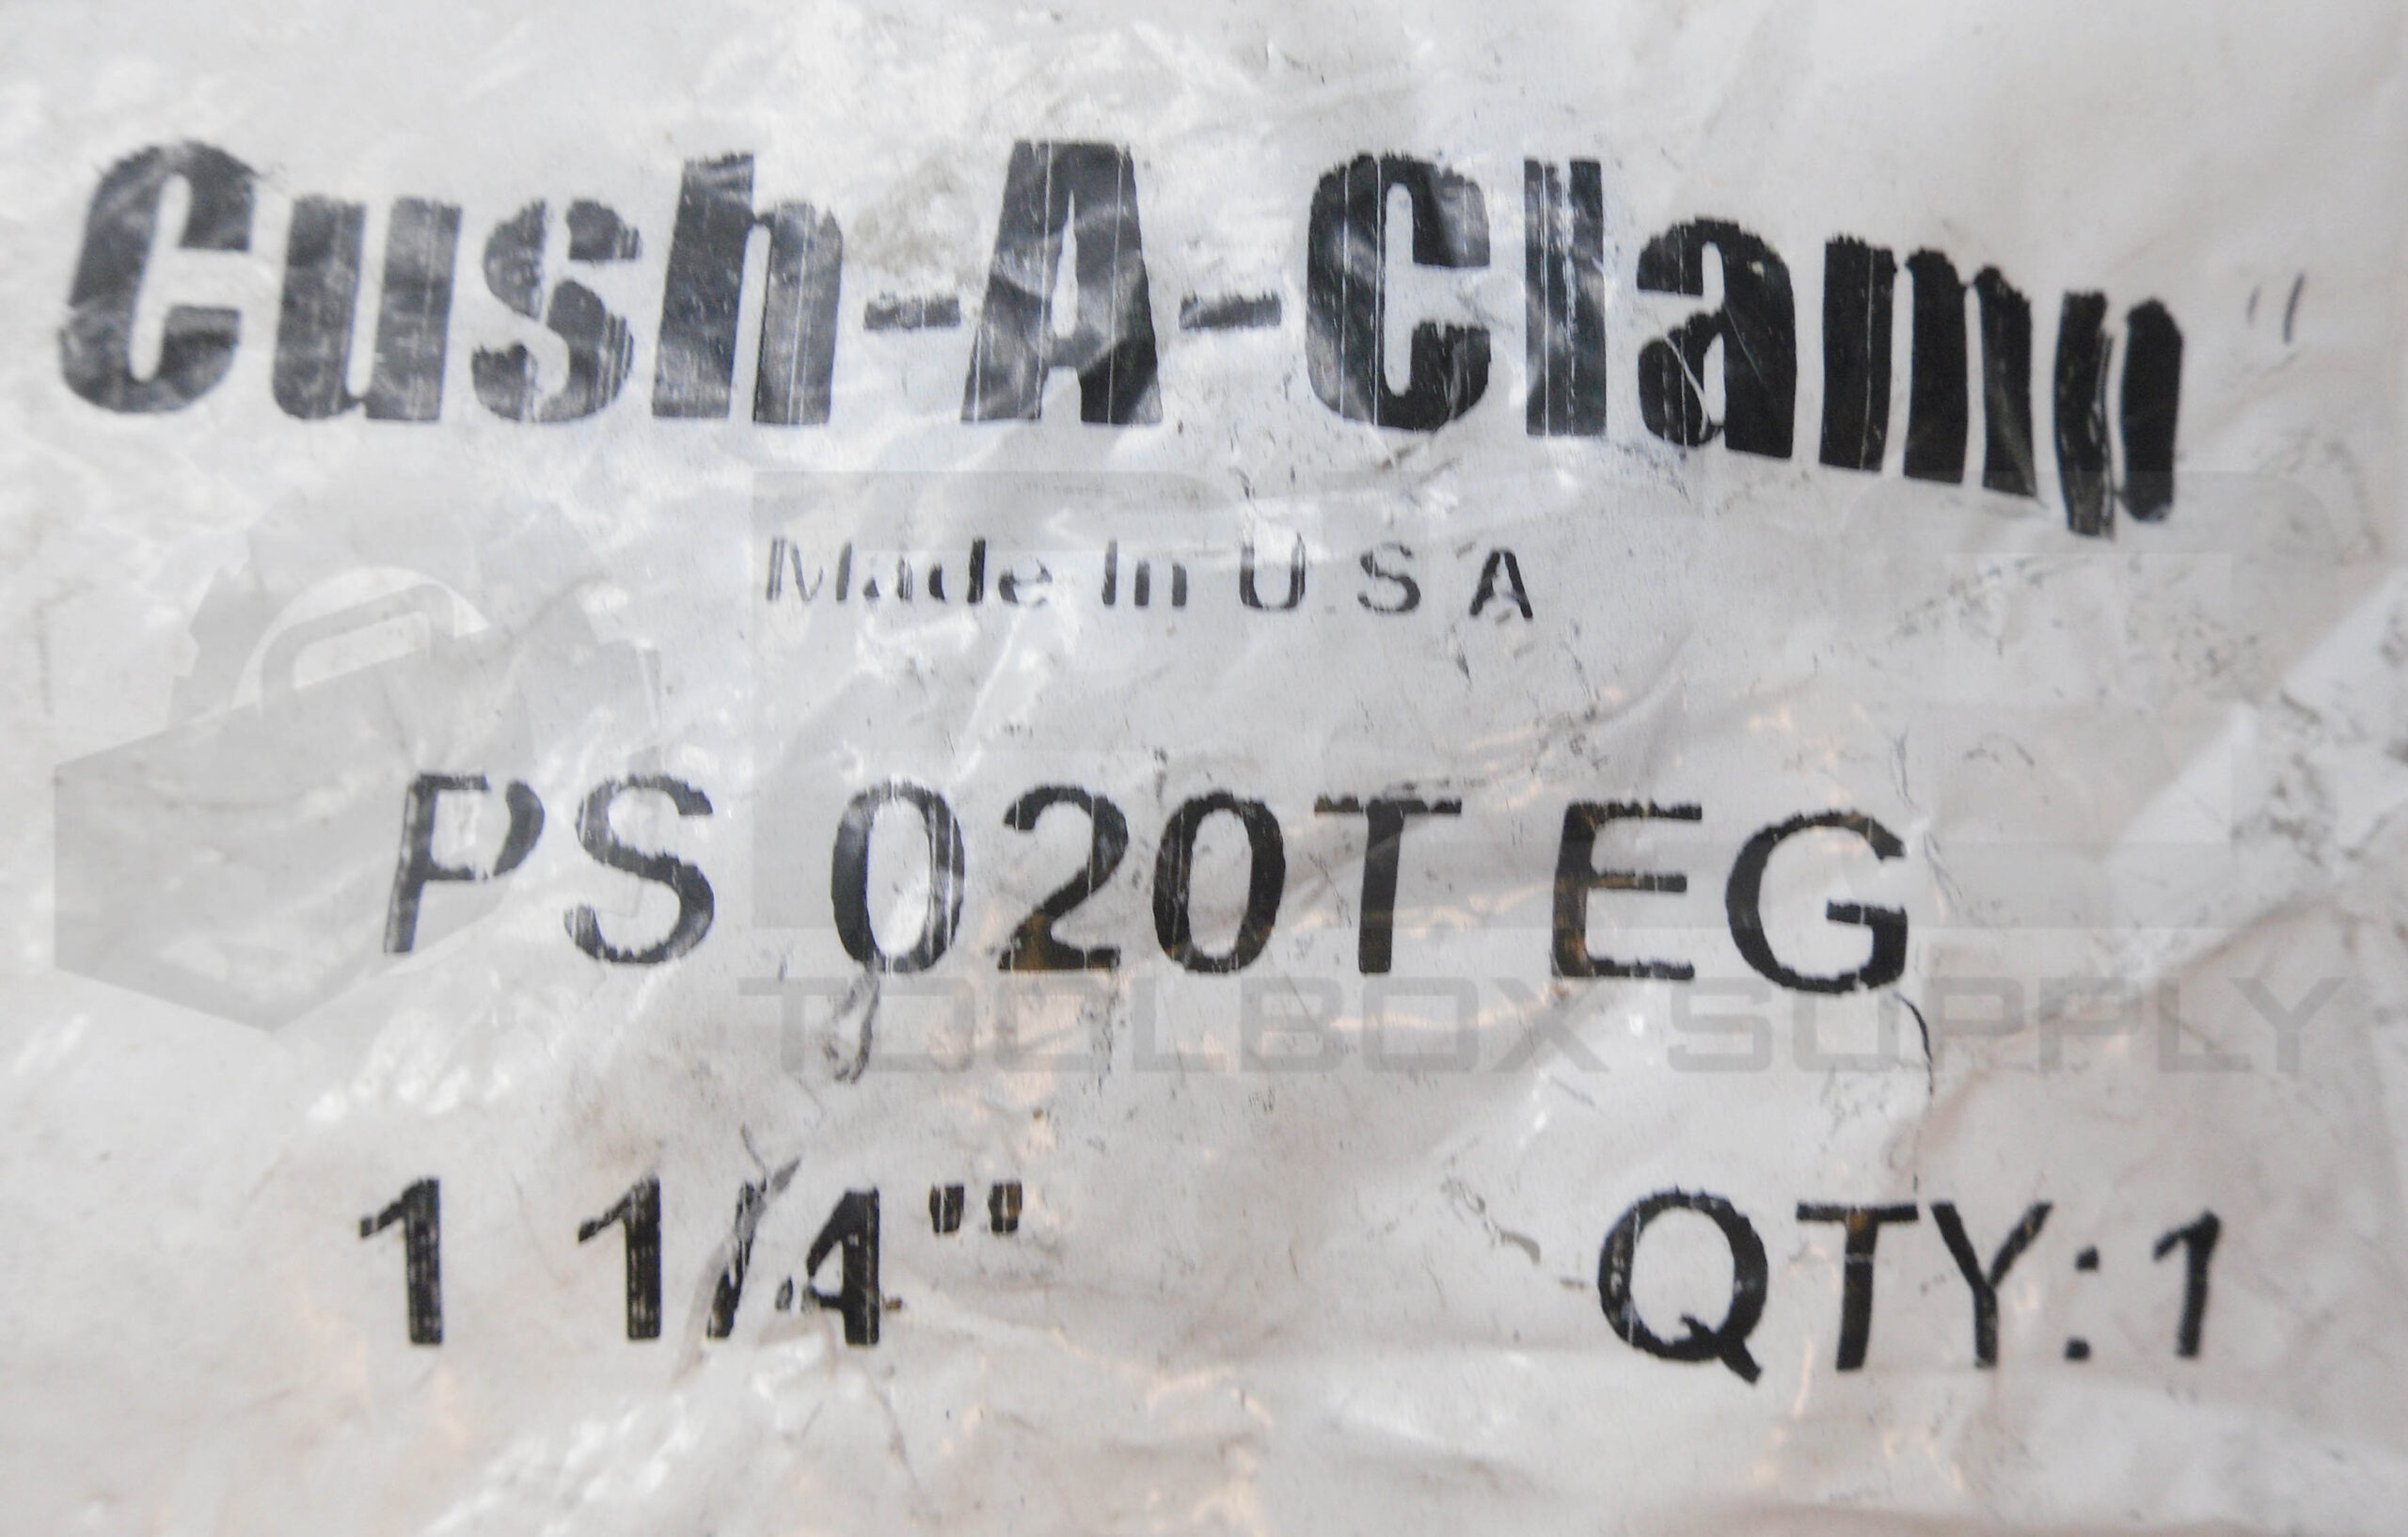 Cush-A-Clamp"
Made In U.S.A
PS 020T EG
1 1/4" QTY:1
TOOLBOX SUPPLY